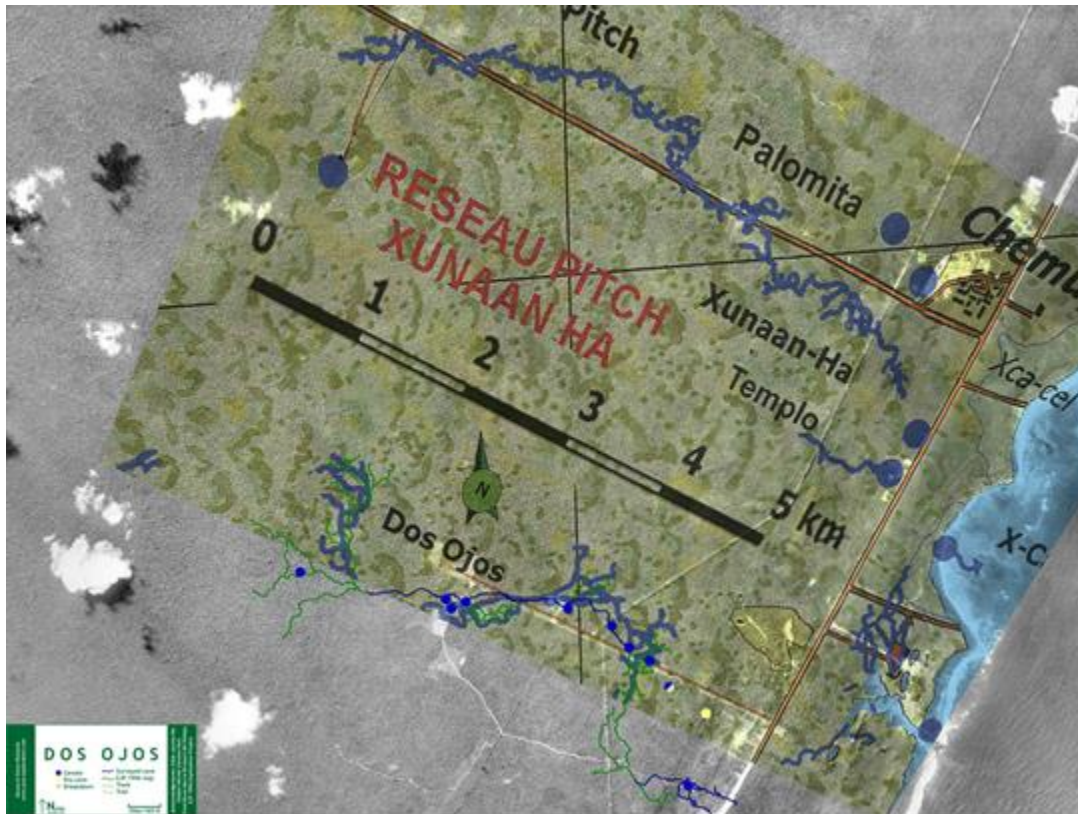 Pitch
Palomita
RESEAU PITCH
XUNAAN HA
Chemu
0
1
2
3
4
5 km
Xunaan-Ha
Templo
Xca-cel
X-C
N
Dos Ojos
DOS OJOS
N